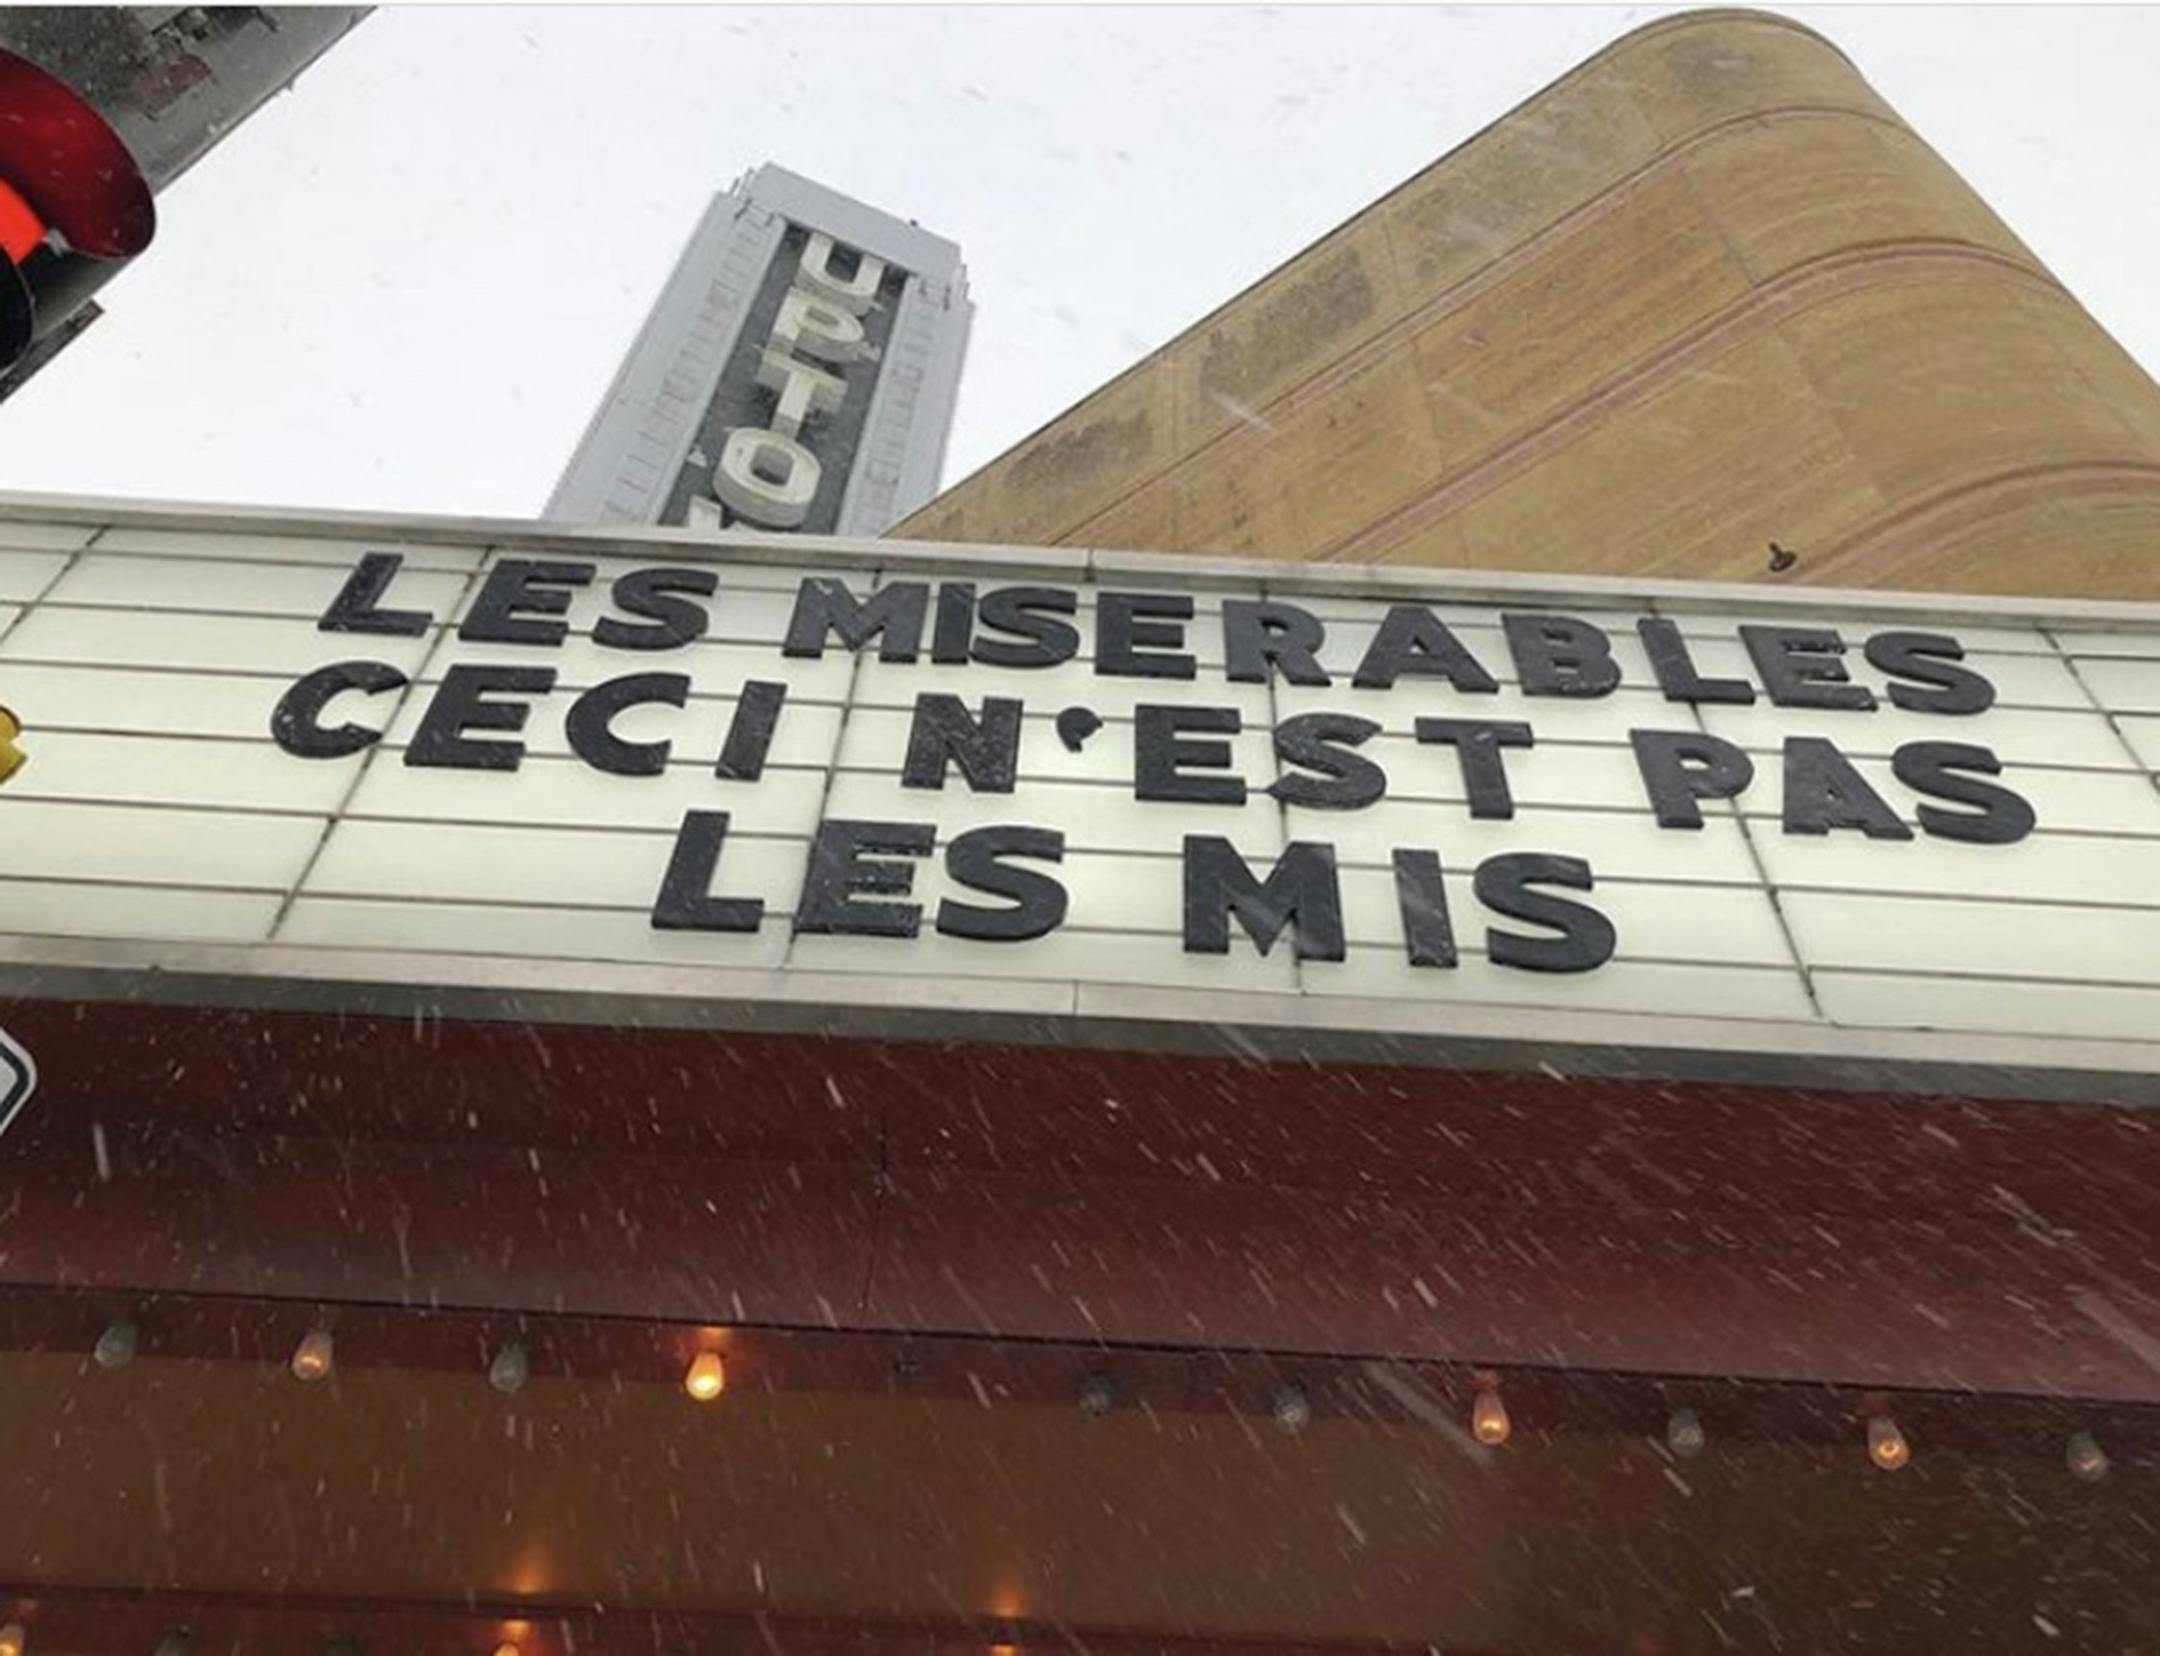 UPTO
LES MISERABLES
CECI N'EST PAS
LES MIS